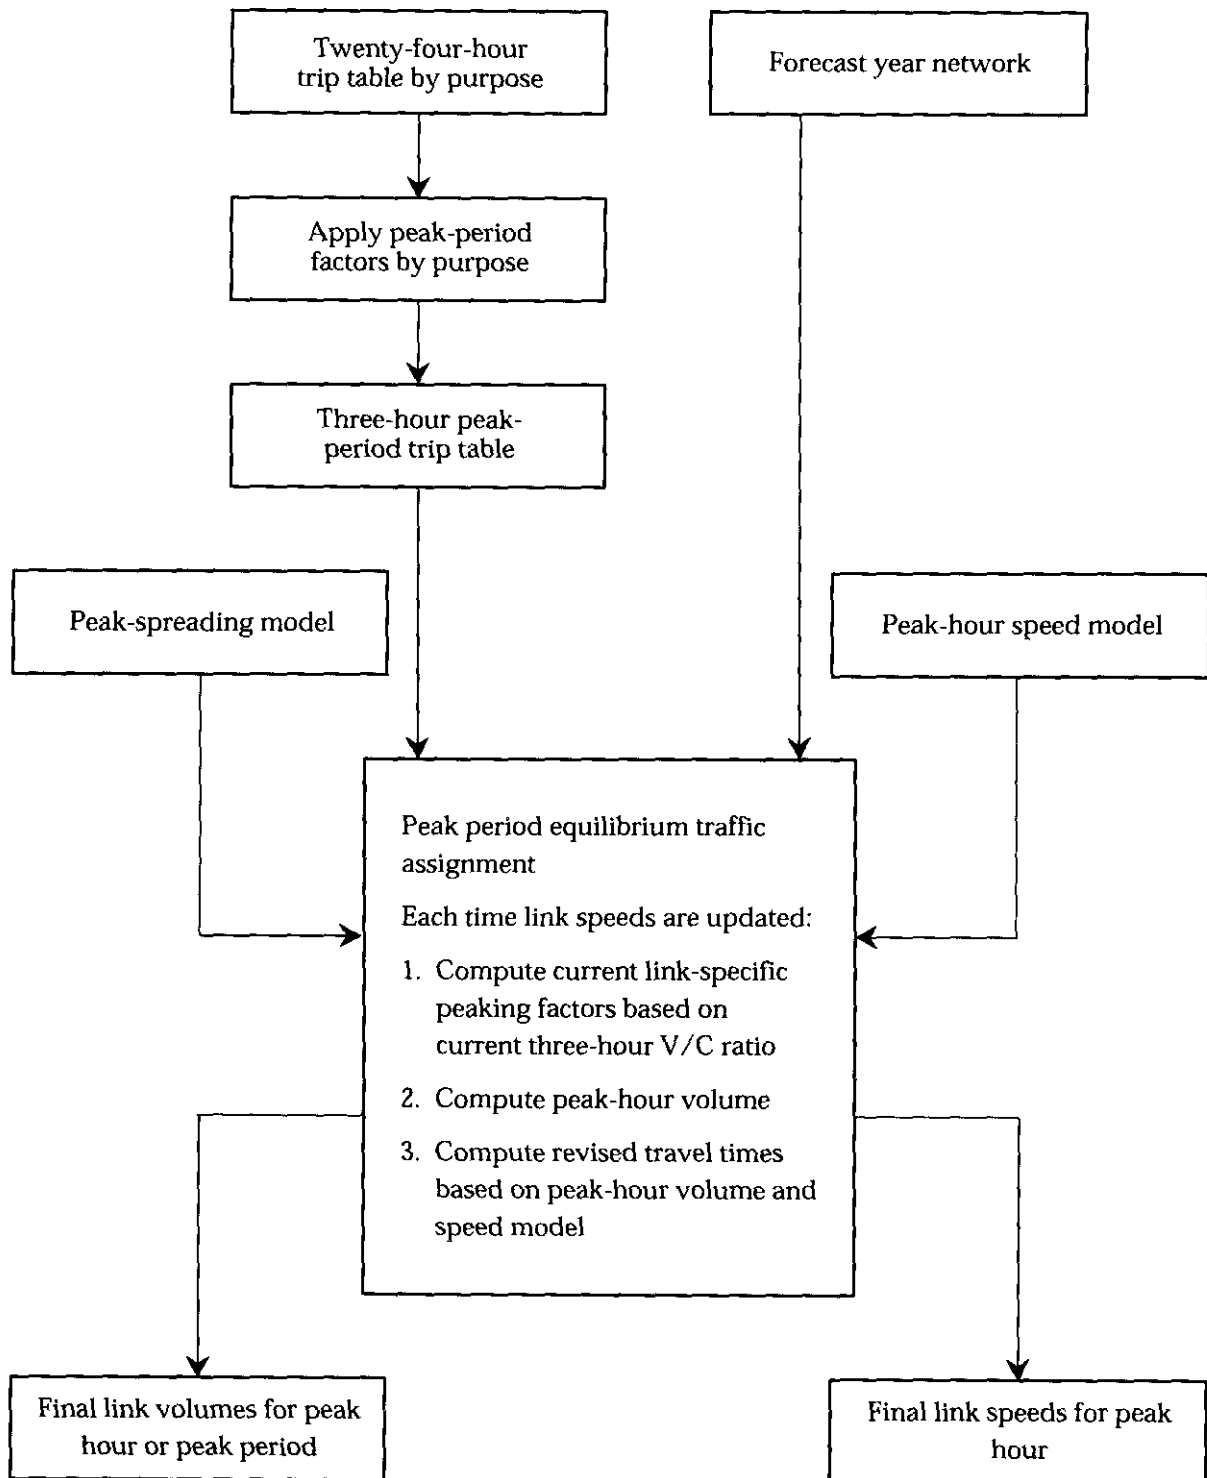 Twenty-four-hour
trip table by purpose
Forecast year network
Apply peak-period
factors by purpose
Three-hour peak-
period trip table
Peak-spreading model
Peak-hour speed model
Peak period equilibrium traffic
assignment
Each time link speeds are updated:
1. Compute current link-specific
peaking factors based on
current three-hour V/C ratio
2. Compute peak-hour volume
3. Compute revised travel times
based on peak-hour volume and
speed model
Final link volumes for peak
hour or peak period
Final link speeds for peak
hour